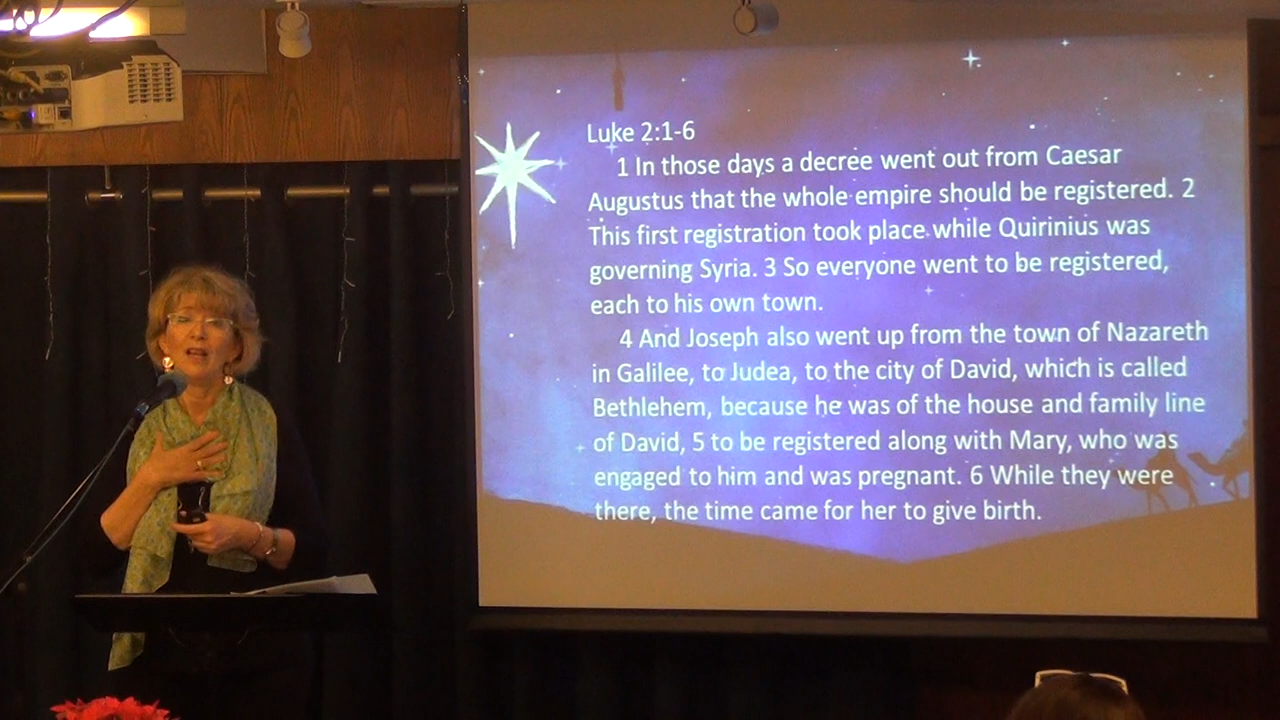 Luke 2:1-6
1 In those days a decree went out from Caesar
Augustus that the whole empire should be registered. 2
This first registration took place while Quirinius was
governing Syria. 3 So everyone went to be registered,
each to his own town.
4 And Joseph also went up from the town of Nazareth
in Galilee, to Judea, to the city of David, which is called
Bethlehem, because he was of the house and family line
of David, 5 to be registered along with Mary, who was
engaged to him and was pregnant. 6 While they were
there, the time came for her to give birth.